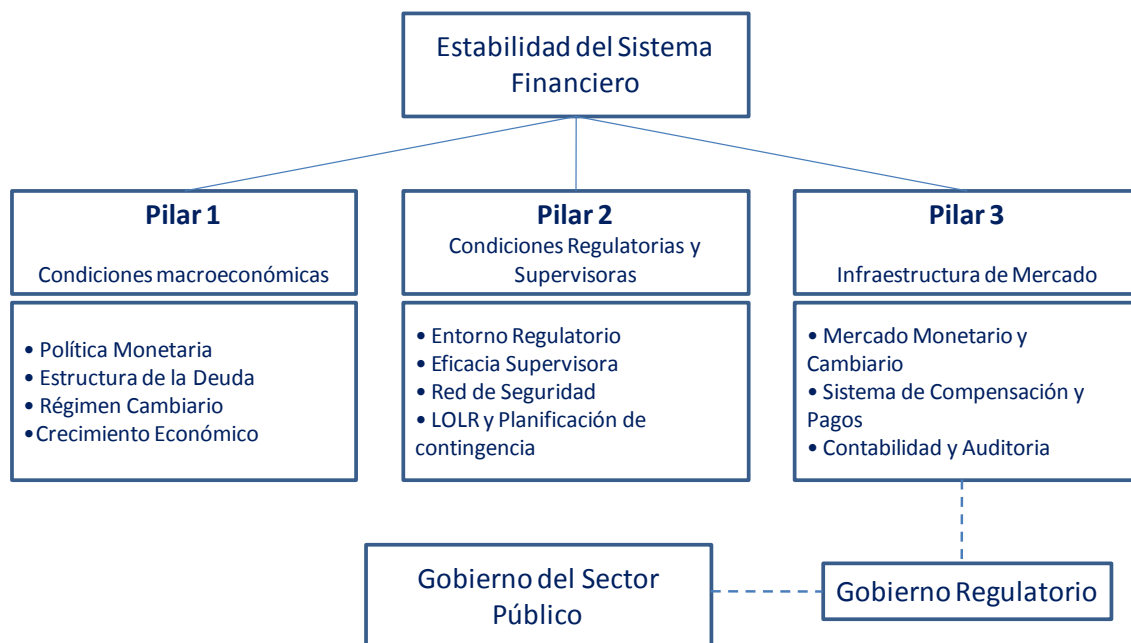 Estabilidad del Sistema
Financiero
Pilar 1
Condiciones macroeconómicas
• Política Monetaria
• Estructura de la Deuda
• Régimen Cambiario
•Crecimiento Económico
Pilar 2
Condiciones Regulatorias y
Supervisoras
• Entorno Regulatorio
• Eficacia Supervisora
• Red de Seguridad
• LOLR y Planificación de
contingencia
Pilar 3
Infraestructura de Mercado
• Mercado Monetario y
Cambiario
• Sistema de Compensación y
Pagos
• Contabilidad y Auditoria
Gobierno del Sector
Público
Gobierno Regulatorio